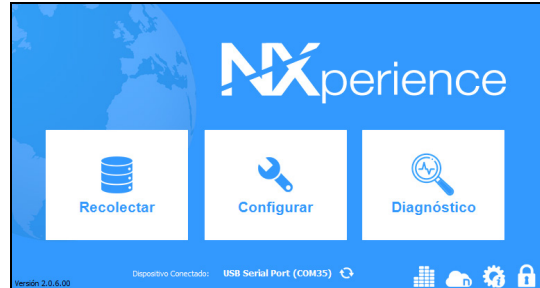 NXperience
Recolectar
Configurar
Diagnóstico
Dispositivo Conectado: USB Serial Port (COM35)
Versión 2.0.6.00
n